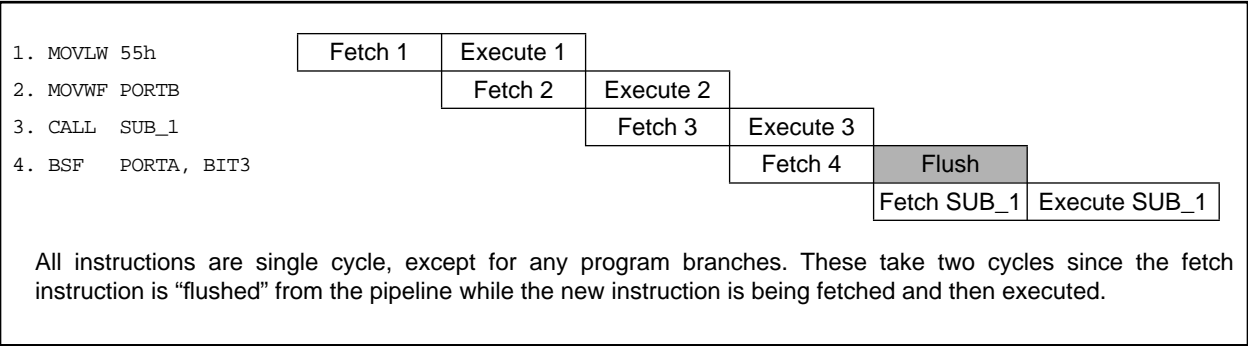 1. MOVLW 55h Fetch 1 Execute 1
2. MOVWF PORTB Fetch 2 Execute 2
3. CALL SUB_1 Fetch 3 Execute 3
4. BSF PORTA, BIT3 Fetch 4 Flush
Fetch SUB_1 Execute SUB_1
All instructions are single cycle, except for any program branches. These take two cycles since the fetch
instruction is “flushed” from the pipeline while the new instruction is being fetched and then executed.